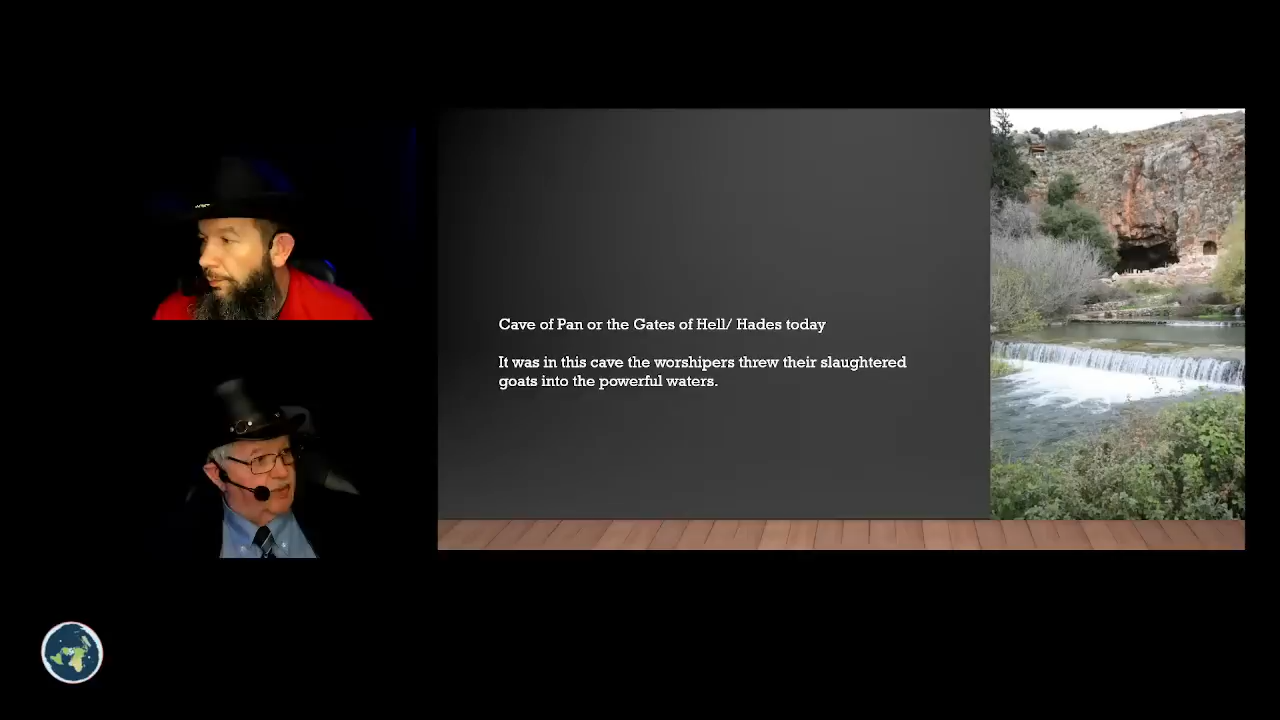 Cave of Pan or the Gates of Hell/ Hades today
It was in this cave the worshipers threw their slaughtered
goats into the powerful waters.